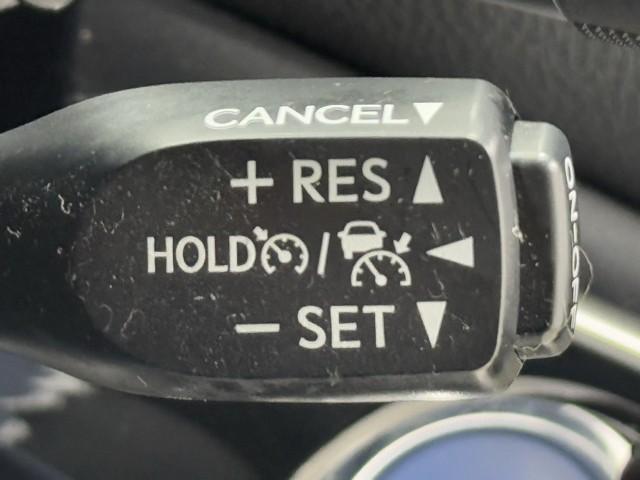 CANCEL▼
+ RES ▲
HOLD / ◀
− SET ▼
ON-OFF